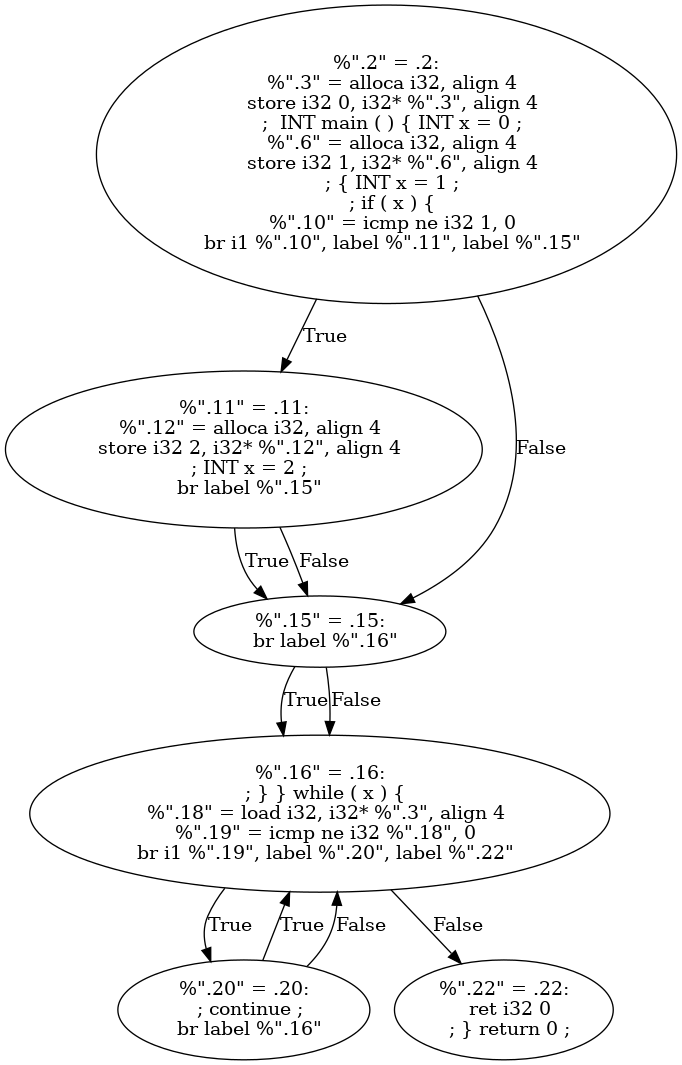 %".2" = .2:
%".3" = alloca i32, align 4
store i32 0, i32* %".3", align 4
;  INT main ( ) { INT x = 0 ;
%".6" = alloca i32, align 4
store i32 1, i32* %".6", align 4
; { INT x = 1 ;
; if ( x ) {
%".10" = icmp ne i32 1, 0
br i1 %".10", label %".11", label %".15"
True
False
%".11" = .11:
%".12" = alloca i32, align 4
store i32 2, i32* %".12", align 4
; INT x = 2 ;
br label %".15"
True
False
%".15" = .15:
br label %".16"
True
False
%".16" = .16:
; } } while ( x ) {
%".18" = load i32, i32* %".3", align 4
%".19" = icmp ne i32 %".18", 0
br i1 %".19", label %".20", label %".22"
True
True
False
False
%".20" = .20:
; continue ;
br label %".16"
%".22" = .22:
ret i32 0
; } return 0 ;